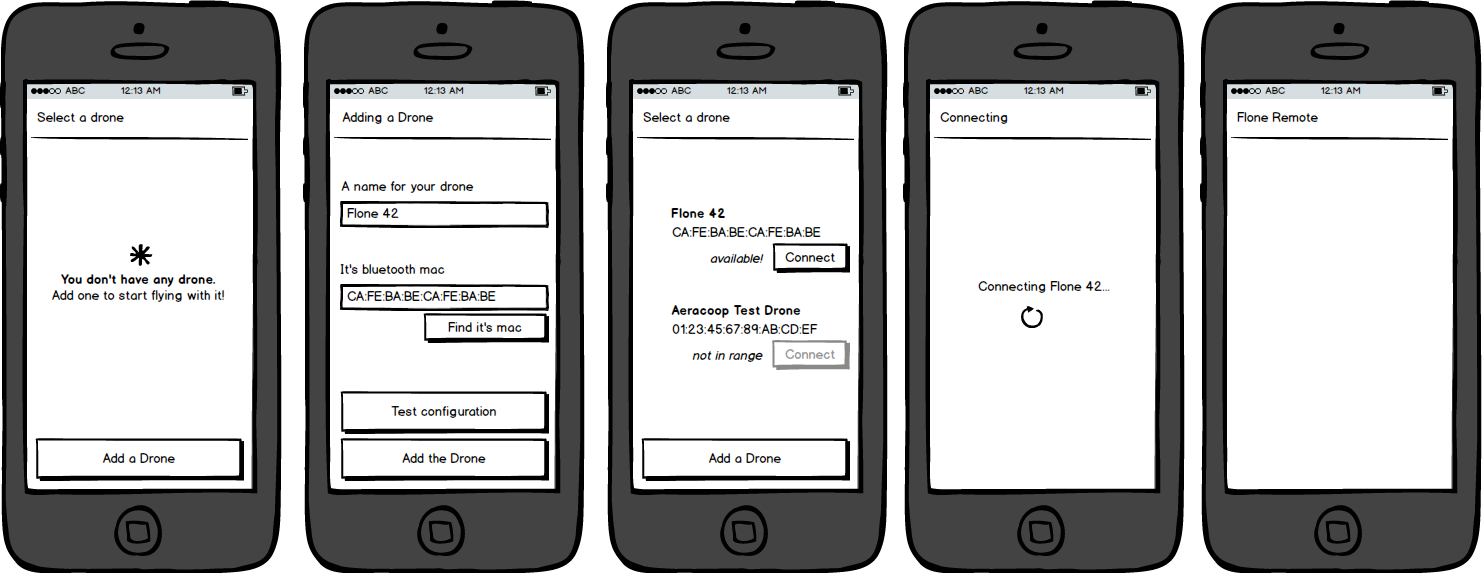 ABC 12:13 AM
Select a drone
You don't have any drone.
Add one to start flying with it!
Add a Drone
ABC 12:13 AM
Adding a Drone
A name for your drone
Flone 42
It's bluetooth mac
CA:FE:BA:BE:CA:FE:BA:BE
Find it's mac
Test configuration
Add the Drone
ABC 12:13 AM
Select a drone
Flone 42
CA:FE:BA:BE:CA:FE:BA:BE
available! Connect
Aeracoop Test Drone
01:23:45:67:89:AB:CD:EF
not in range Connect
Add a Drone
ABC 12:13 AM
Connecting
Connecting Flone 42...
ABC 12:13 AM
Flone Remote